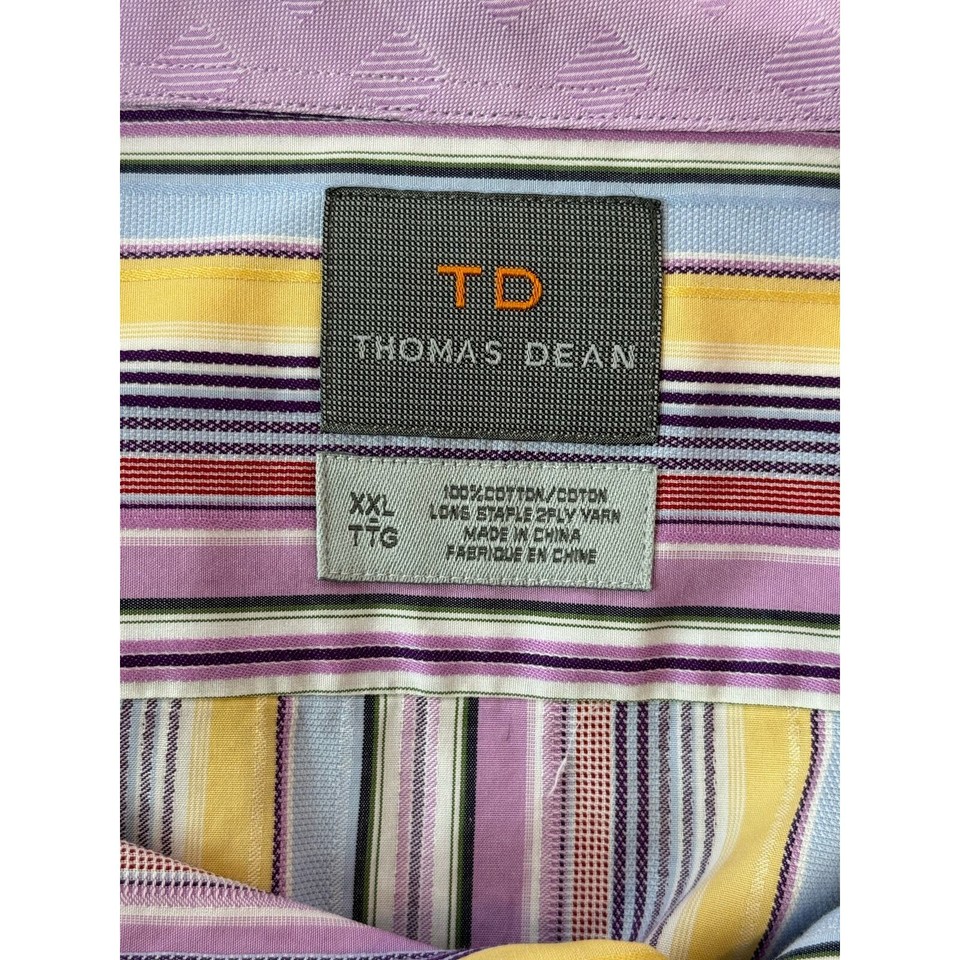 TD
THOMAS DEAN
XXL
TTG
100%COTTON/COTON
LONG STAPLE 2PLY YARN
MADE IN CHINA
FABRIQUE EN CHINE